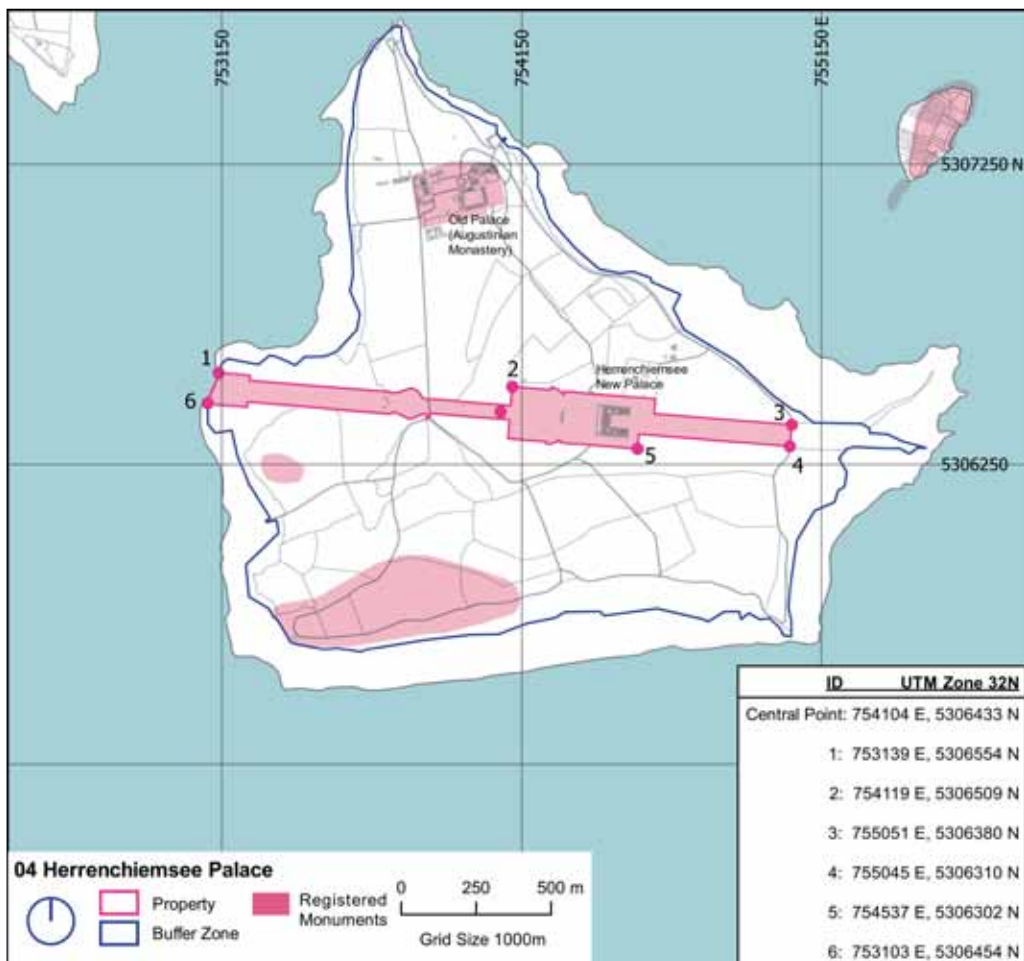 753150
754150
755150 E
5307250 N
Old Palace
(Augustinian
Monastery)
1
2
Herrenchiemsee
New Palace
6
3
5
4
5306250
ID UTM Zone 32N
Central Point: 754104 E, 5306433 N
1: 753139 E, 5306554 N
2: 754119 E, 5306509 N
3: 755051 E, 5306380 N
4: 755045 E, 5306310 N
5: 754537 E, 5306302 N
6: 753103 E, 5306454 N
04 Herrenchiemsee Palace
Property
Buffer Zone
Registered
Monuments
0 250 500 m
Grid Size 1000m